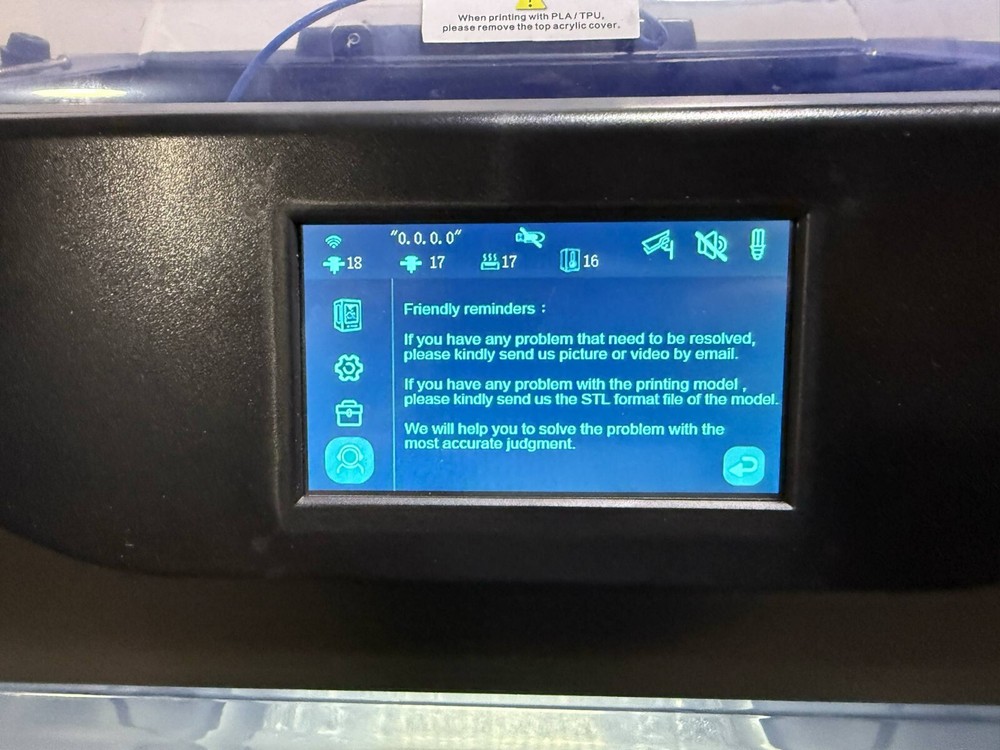 When printing with PLA / TPU,
please remove the top acrylic cover.
"0.0.0.0"
18 17 17 16
Friendly reminders :
If you have any problem that need to be resolved,
please kindly send us picture or video by email.
If you have any problem with the printing model ,
please kindly send us the STL format file of the model.
We will help you to solve the problem with the
most accurate judgment.